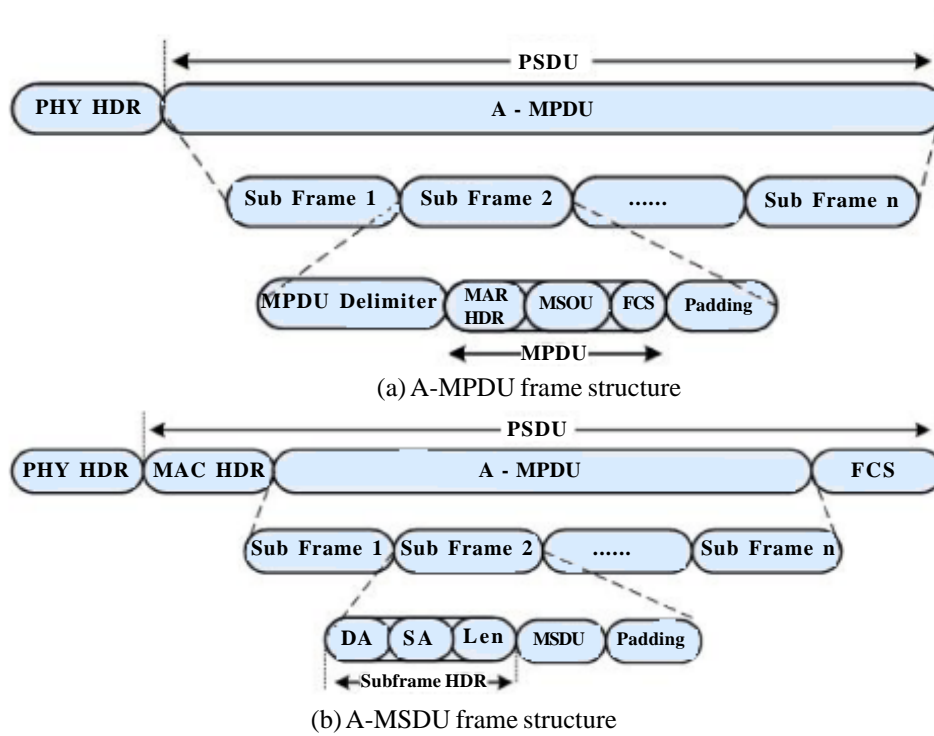 PSDU
PHY HDR A - MPDU
Sub Frame 1 Sub Frame 2 ...... Sub Frame n
MPDU Delimiter MAR HDR MSOU FCS Padding
MPDU
(a) A-MPDU frame structure
PSDU
PHY HDR MAC HDR A - MPDU FCS
Sub Frame 1 Sub Frame 2 ...... Sub Frame n
DA SA Len MSDU Padding
Subframe HDR
(b) A-MSDU frame structure